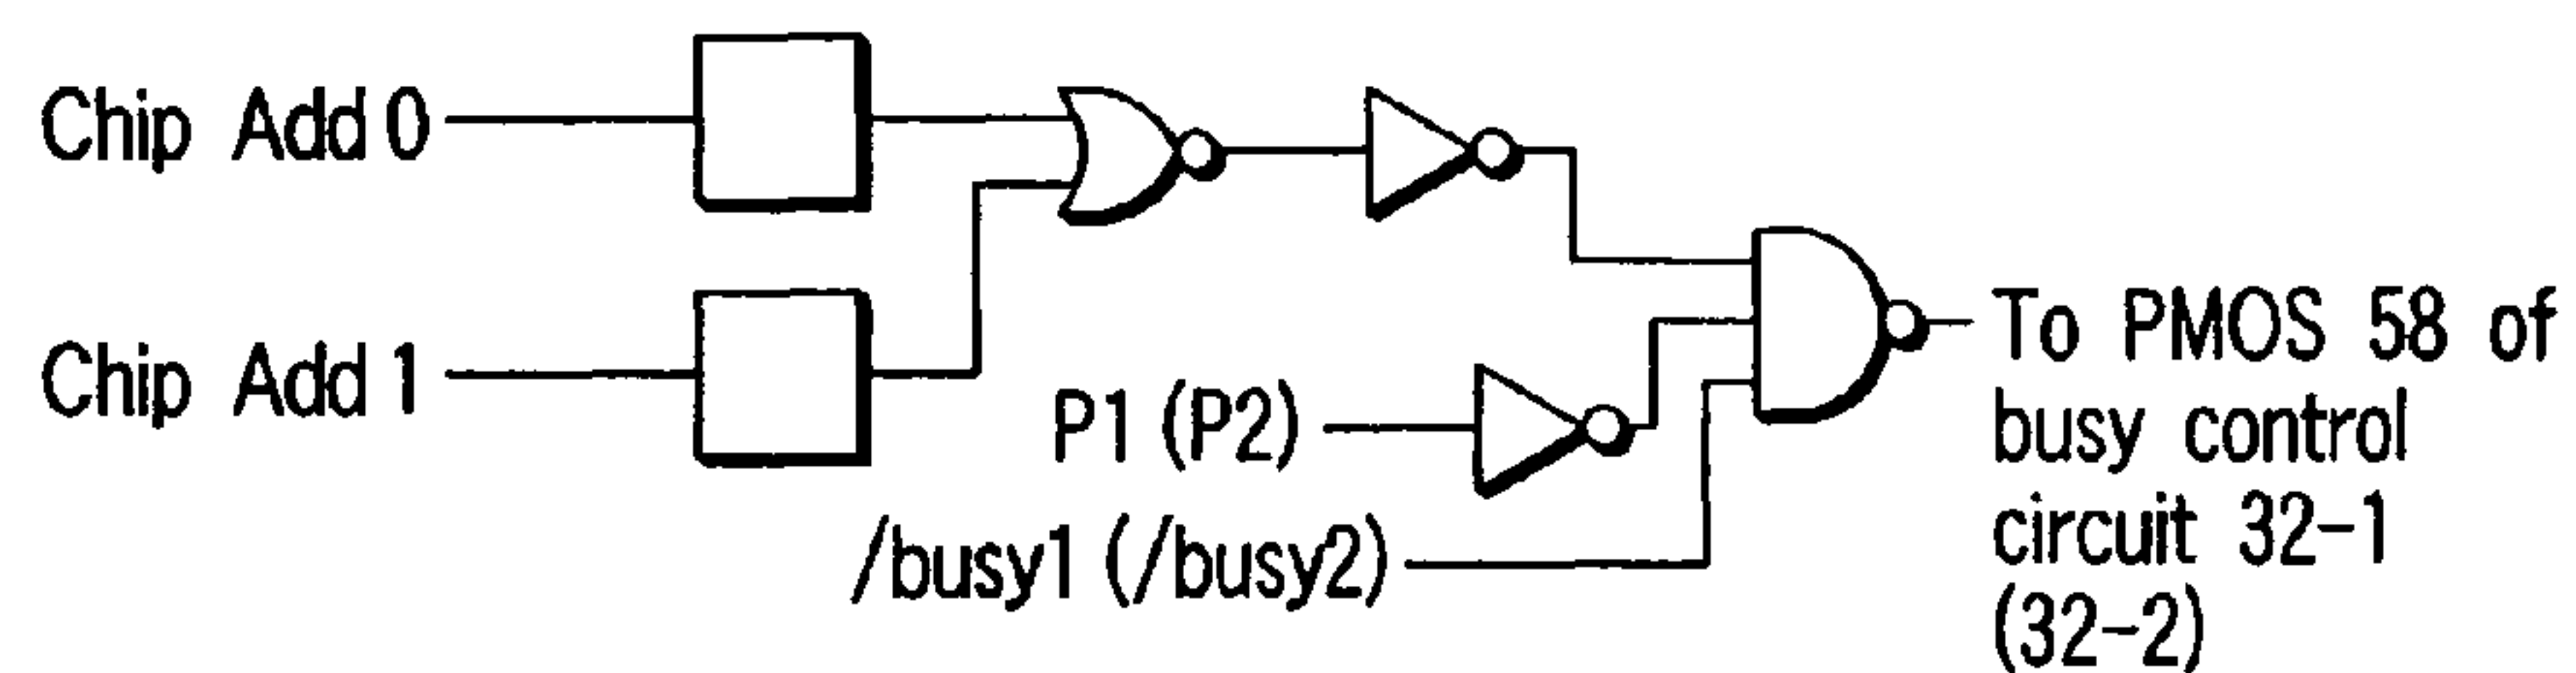 Chip Add 0
Chip Add 1
P1 (P2)
/busy1 (/busy2)
To PMOS 58 of
busy control
circuit 32-1
(32-2)